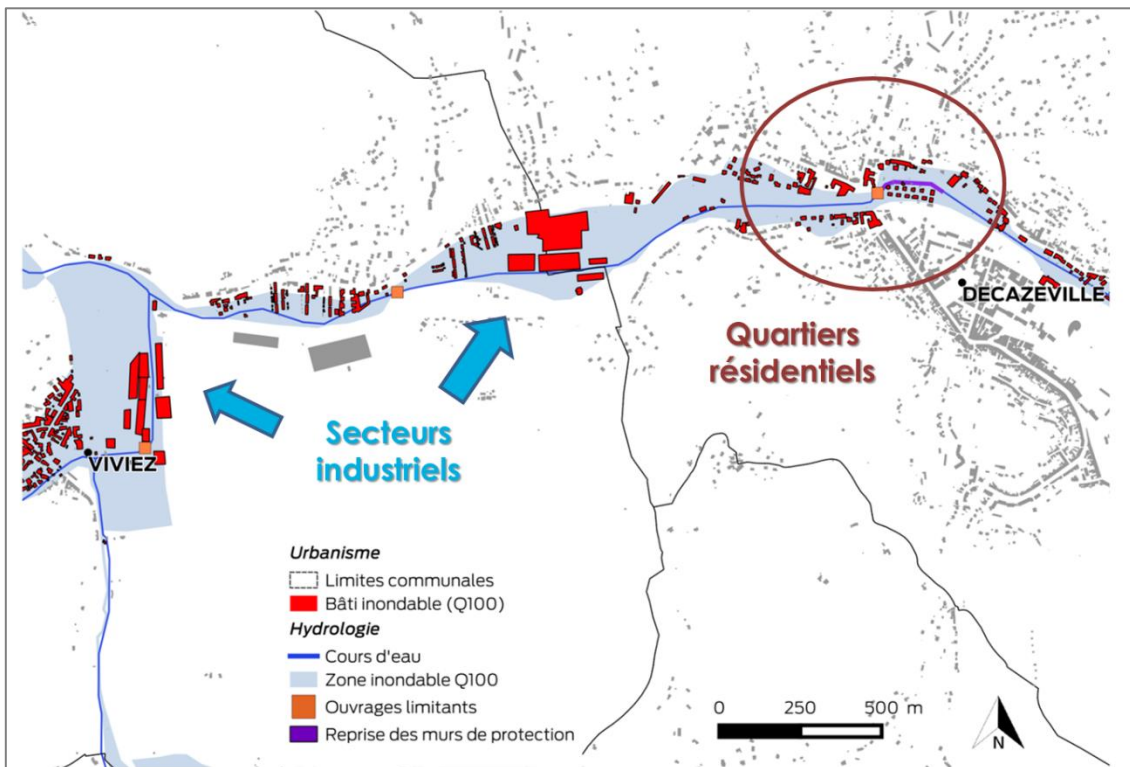 DECAZEVILLE
Quartiers
résidentiels
Secteurs
industriels
VIVIEZ
Urbanisme
Limites communales
Bâti inondable (Q100)
Hydrologie
Cours d'eau
Zone inondable Q100
Ouvrages limitants
Reprise des murs de protection
0 250 500 m
N